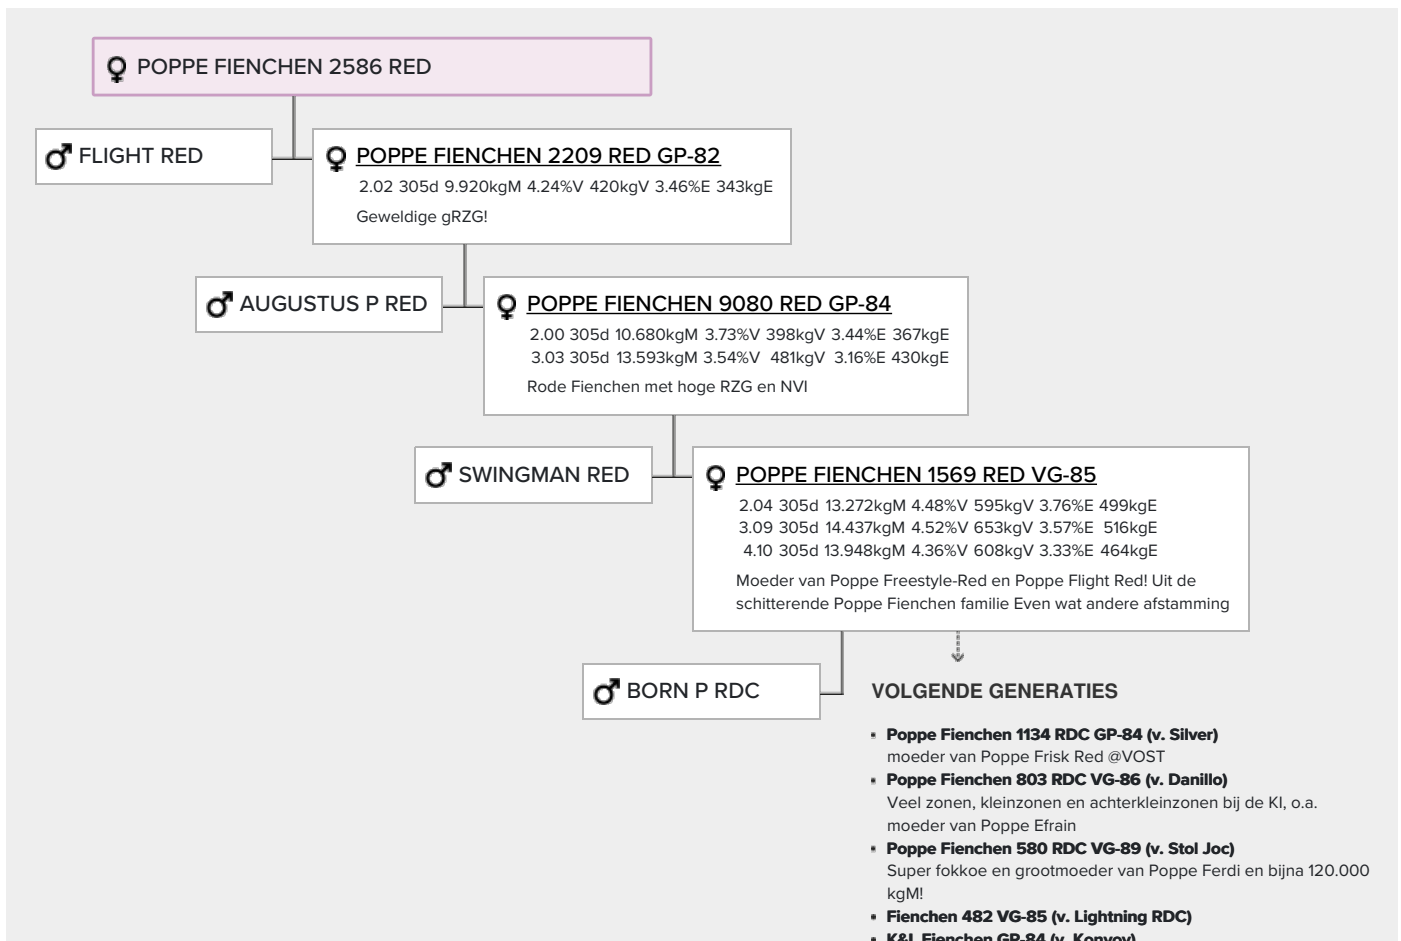 POPPE FIENCHEN 2586 RED
FLIGHT RED
POPPE FIENCHEN 2209 RED GP-82
2.02 305d 9.920kgM 4.24%V 420kgV 3.46%E 343kgE
Geweldige gRZG!
AUGUSTUS P RED
POPPE FIENCHEN 9080 RED GP-84
2.00 305d 10.680kgM 3.73%V 398kgV 3.44%E 367kgE
3.03 305d 13.593kgM 3.54%V 481kgV 3.16%E 430kgE
Rode Fienchen met hoge RZG en NVI
SWINGMAN RED
POPPE FIENCHEN 1569 RED VG-85
2.04 305d 13.272kgM 4.48%V 595kgV 3.76%E 499kgE
3.09 305d 14.437kgM 4.52%V 653kgV 3.57%E 516kgE
4.10 305d 13.948kgM 4.36%V 608kgV 3.33%E 464kgE
Moeder van Poppe Freestyle-Red en Poppe Flight Red! Uit de
schitterende Poppe Fienchen familie Even wat andere afstamming
BORN P RDC
VOLGENDE GENERATIES
Poppe Fienchen 1134 RDC GP-84 (v. Silver)
moeder van Poppe Frisk Red @VOST
Poppe Fienchen 803 RDC VG-86 (v. Danillo)
Veel zonen, kleinzonen en achterkleinzonen bij de KI, o.a.
moeder van Poppe Efrain
Poppe Fienchen 580 RDC VG-89 (v. Stol Joc)
Super fokkoe en grootmoeder van Poppe Ferdi en bijna 120.000
kgM!
Fienchen 482 VG-85 (v. Lightning RDC)
K&L Fienchen GP-84 (v. Konvoy)